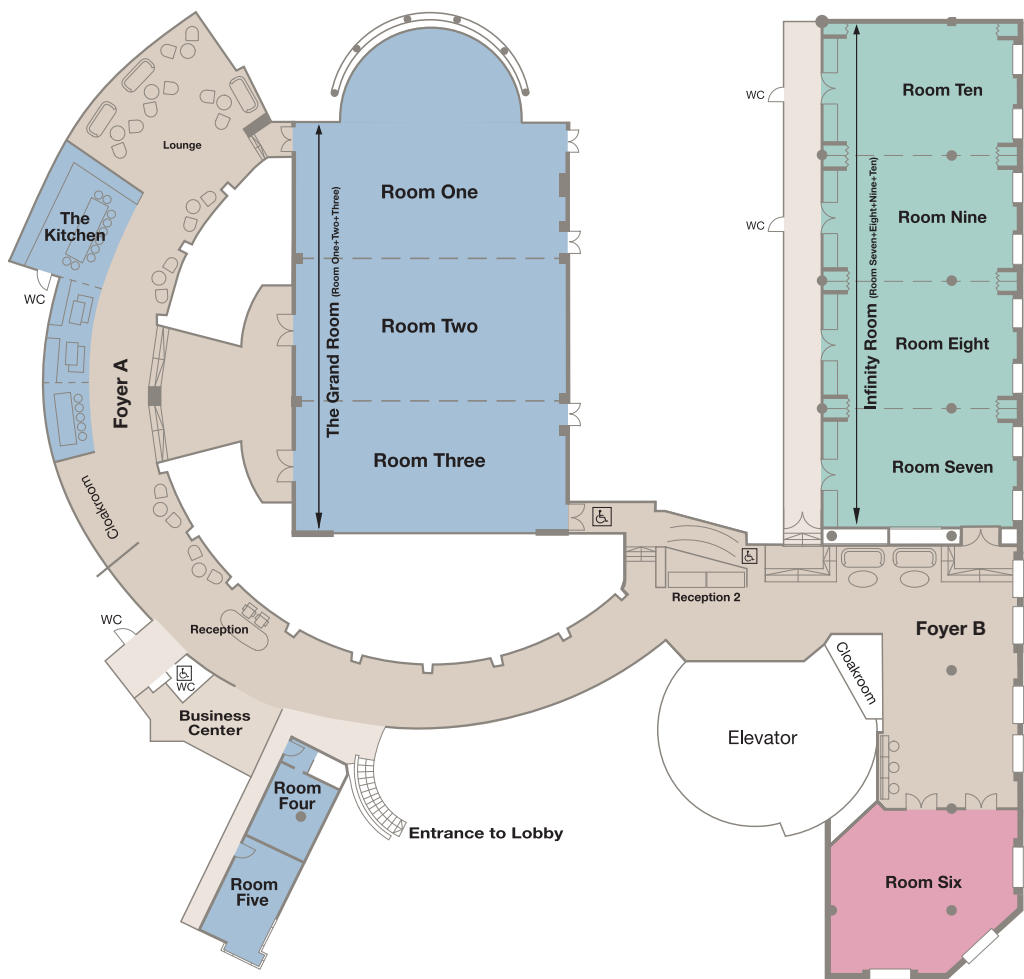 WC
Room Ten
Lounge
Room One
The
Kitchen
WC
Room Nine
WC
The Grand Room (Room One+Two+Three)
Infinity Room (Room Seven+Eight+Nine+Ten)
Room Two
Room Eight
Foyer A
Room Three
Room Seven
Cloakroom
Reception 2
WC
Reception
Foyer B
Cloakroom
WC
Business
Center
Elevator
Room
Four
Entrance to Lobby
Room
Five
Room Six